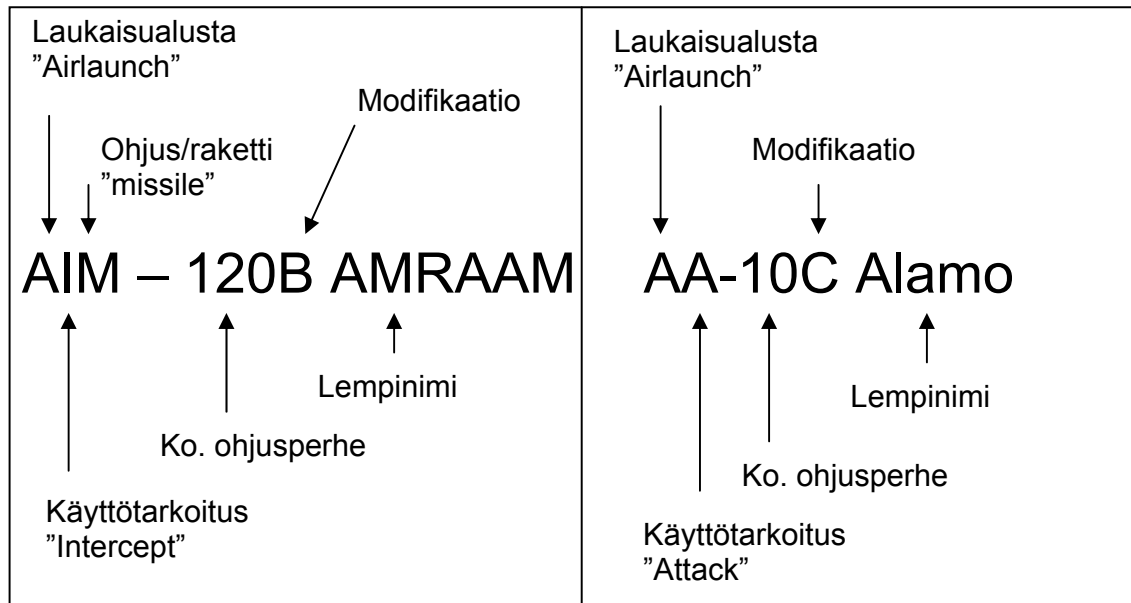 Laukaisualusta
”Airlaunch”
Modifikaatio
Ohjus/raketti
”missile”
AIM – 120B AMRAAM
Lempinimi
Ko. ohjusperhe
Käyttötarkoitus
”Intercept”
Laukaisualusta
”Airlaunch”
Modifikaatio
AA-10C Alamo
Lempinimi
Ko. ohjusperhe
Käyttötarkoitus
”Attack”